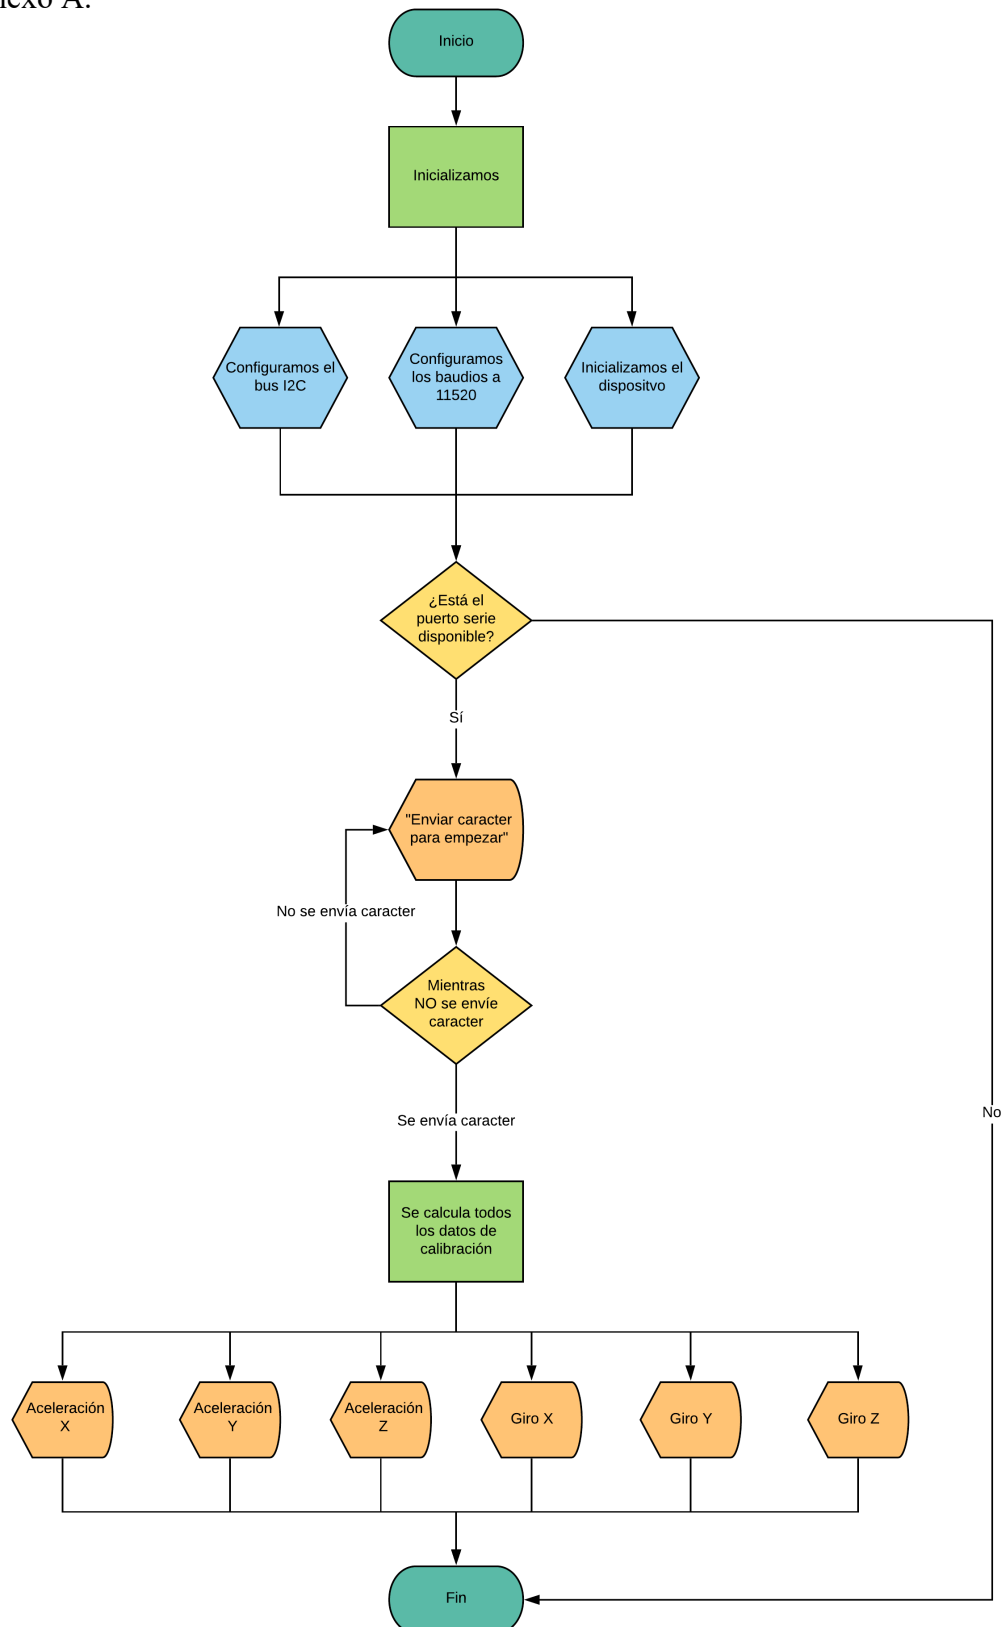 Inicio
Inicializamos
Configuramos el
bus I2C
Configuramos
los baudios a
11520
Inicializamos el
dispositvo
¿Está el
puerto serie
disponible?
Sí
"Enviar caracter
para empezar"
No se envía caracter
Mientras
NO se envíe
caracter
No
Se envía caracter
Se calcula todos
los datos de
calibración
Aceleración
X
Aceleración
Y
Aceleración
Z
Giro X
Giro Y
Giro Z
Fin